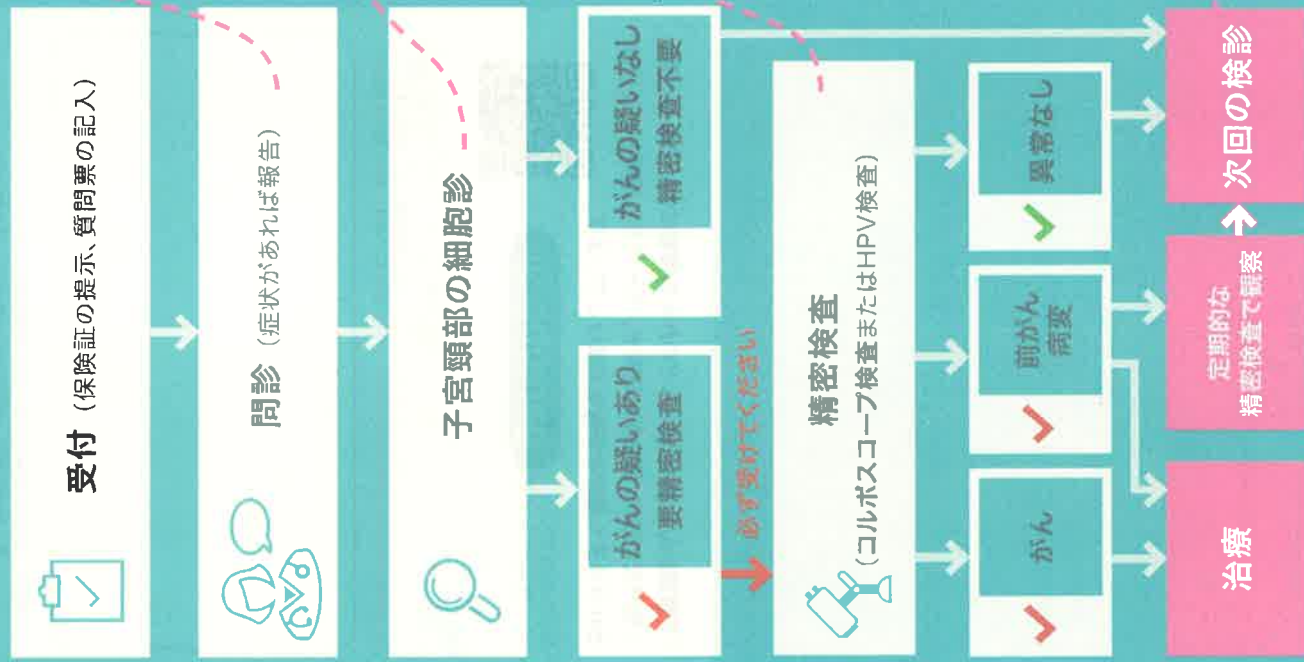 受付（保険証の提示、質問票の記入）
問診（症状があれば報告）
子宮頸部の細胞診
がんの疑いあり
要精密検査
がんの疑いなし
精密検査不要
必ず受けてください
精密検査
（コルポスコープ検査またはHPV検査）
がん
前がん
病変
異常なし
治療
定期的な
精密検査で観察
次回の検診